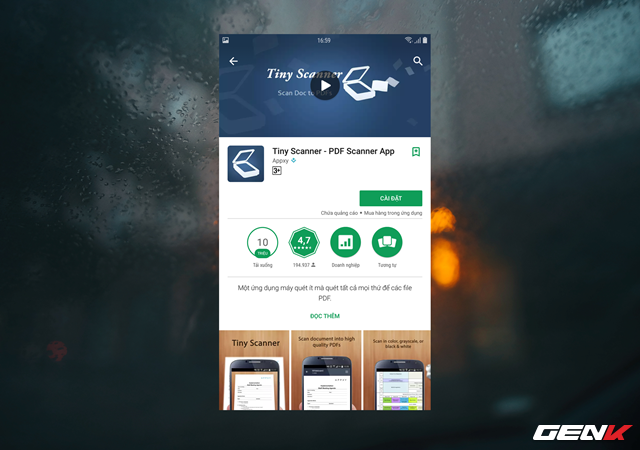 16:59
Tiny Scanner
Scan Doc to PDFs
Tiny Scanner - PDF Scanner App
Appxy
3+
CÀI ĐẶT
Chứa quảng cáo • Mua hàng trong ứng dụng
10
TRIỆU
4,7
Tải xuống
194.937
Doanh nghiệp
Tương tự
Một ứng dụng máy quét ít mà quét tất cả mọi thứ để các file
PDF.
ĐỌC THÊM
Tiny Scanner
Scan document into high
quality PDFs
Scan in color, greyscale, or
black & white
GENK